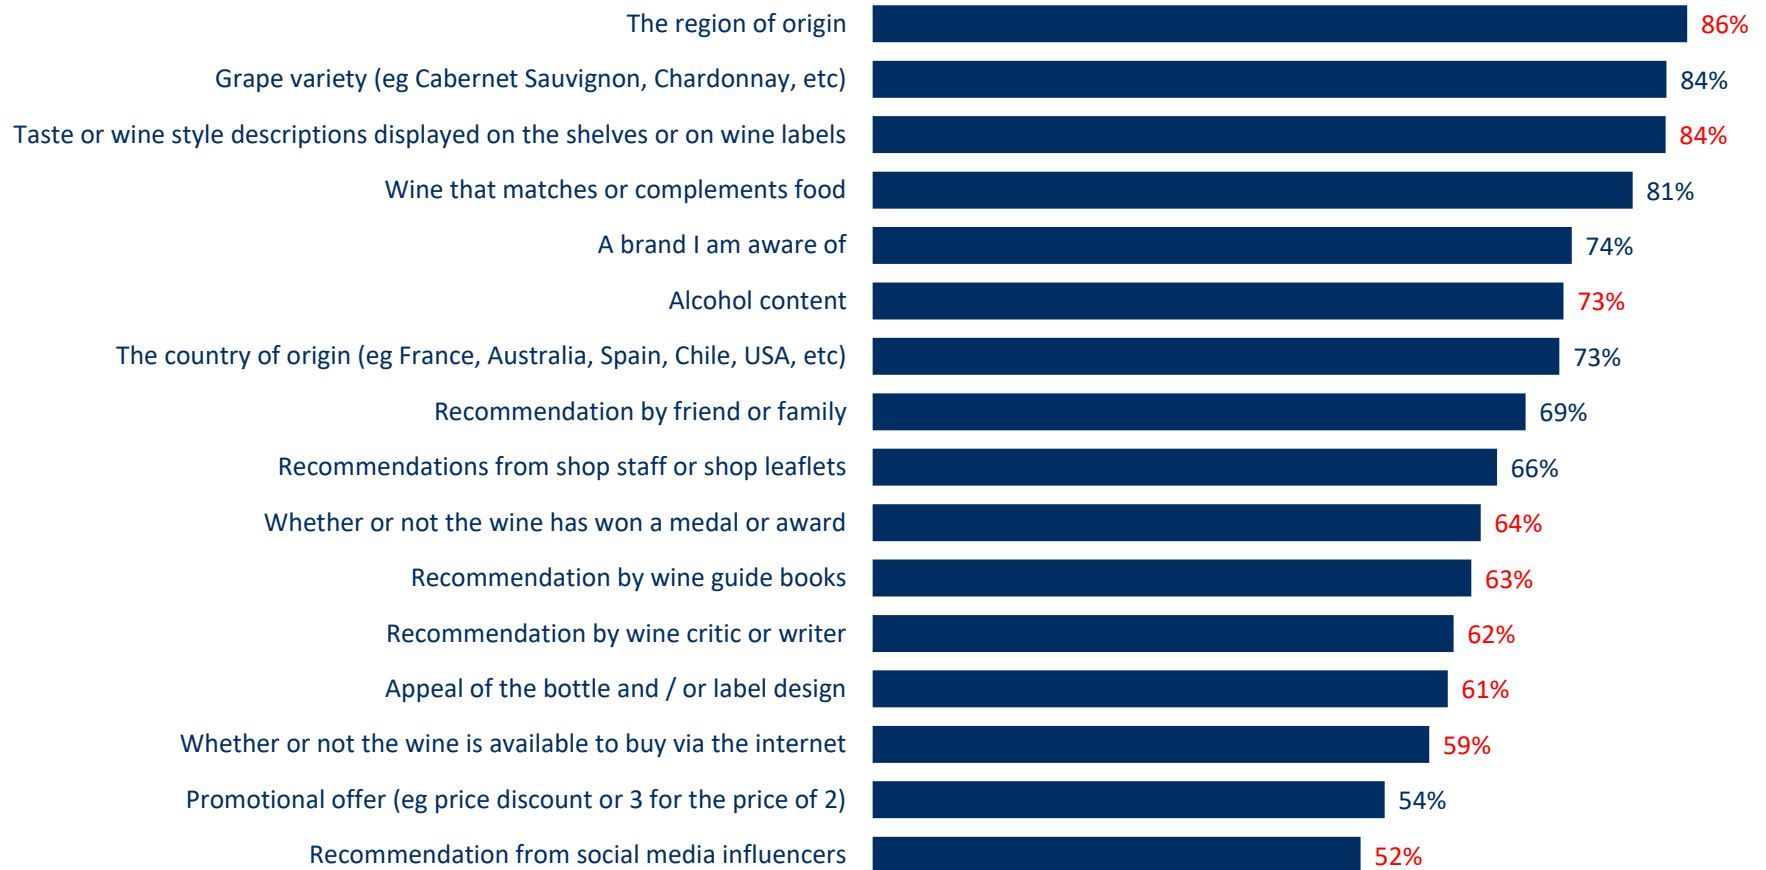 The region of origin 86%
Grape variety (eg Cabernet Sauvignon, Chardonnay, etc) 84%
Taste or wine style descriptions displayed on the shelves or on wine labels 84%
Wine that matches or complements food 81%
A brand I am aware of 74%
Alcohol content 73%
The country of origin (eg France, Australia, Spain, Chile, USA, etc) 73%
Recommendation by friend or family 69%
Recommendations from shop staff or shop leaflets 66%
Whether or not the wine has won a medal or award 64%
Recommendation by wine guide books 63%
Recommendation by wine critic or writer 62%
Appeal of the bottle and / or label design 61%
Whether or not the wine is available to buy via the internet 59%
Promotional offer (eg price discount or 3 for the price of 2) 54%
Recommendation from social media influencers 52%